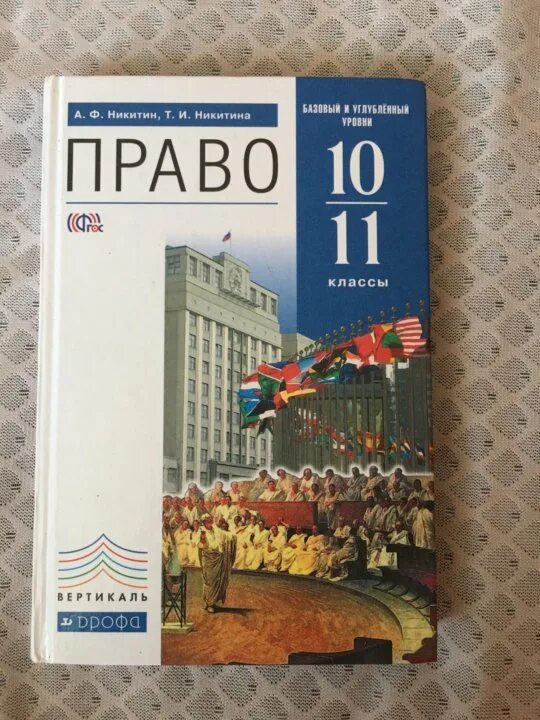 А. Ф. Никитин, Т. И. Никитина
ПРАВО
БАЗОВЫЙ И УГЛУБЛЁННЫЙ
УРОВНИ
10
11
КЛАССЫ
ФГОС
ВЕРТИКАЛЬ
дрофа